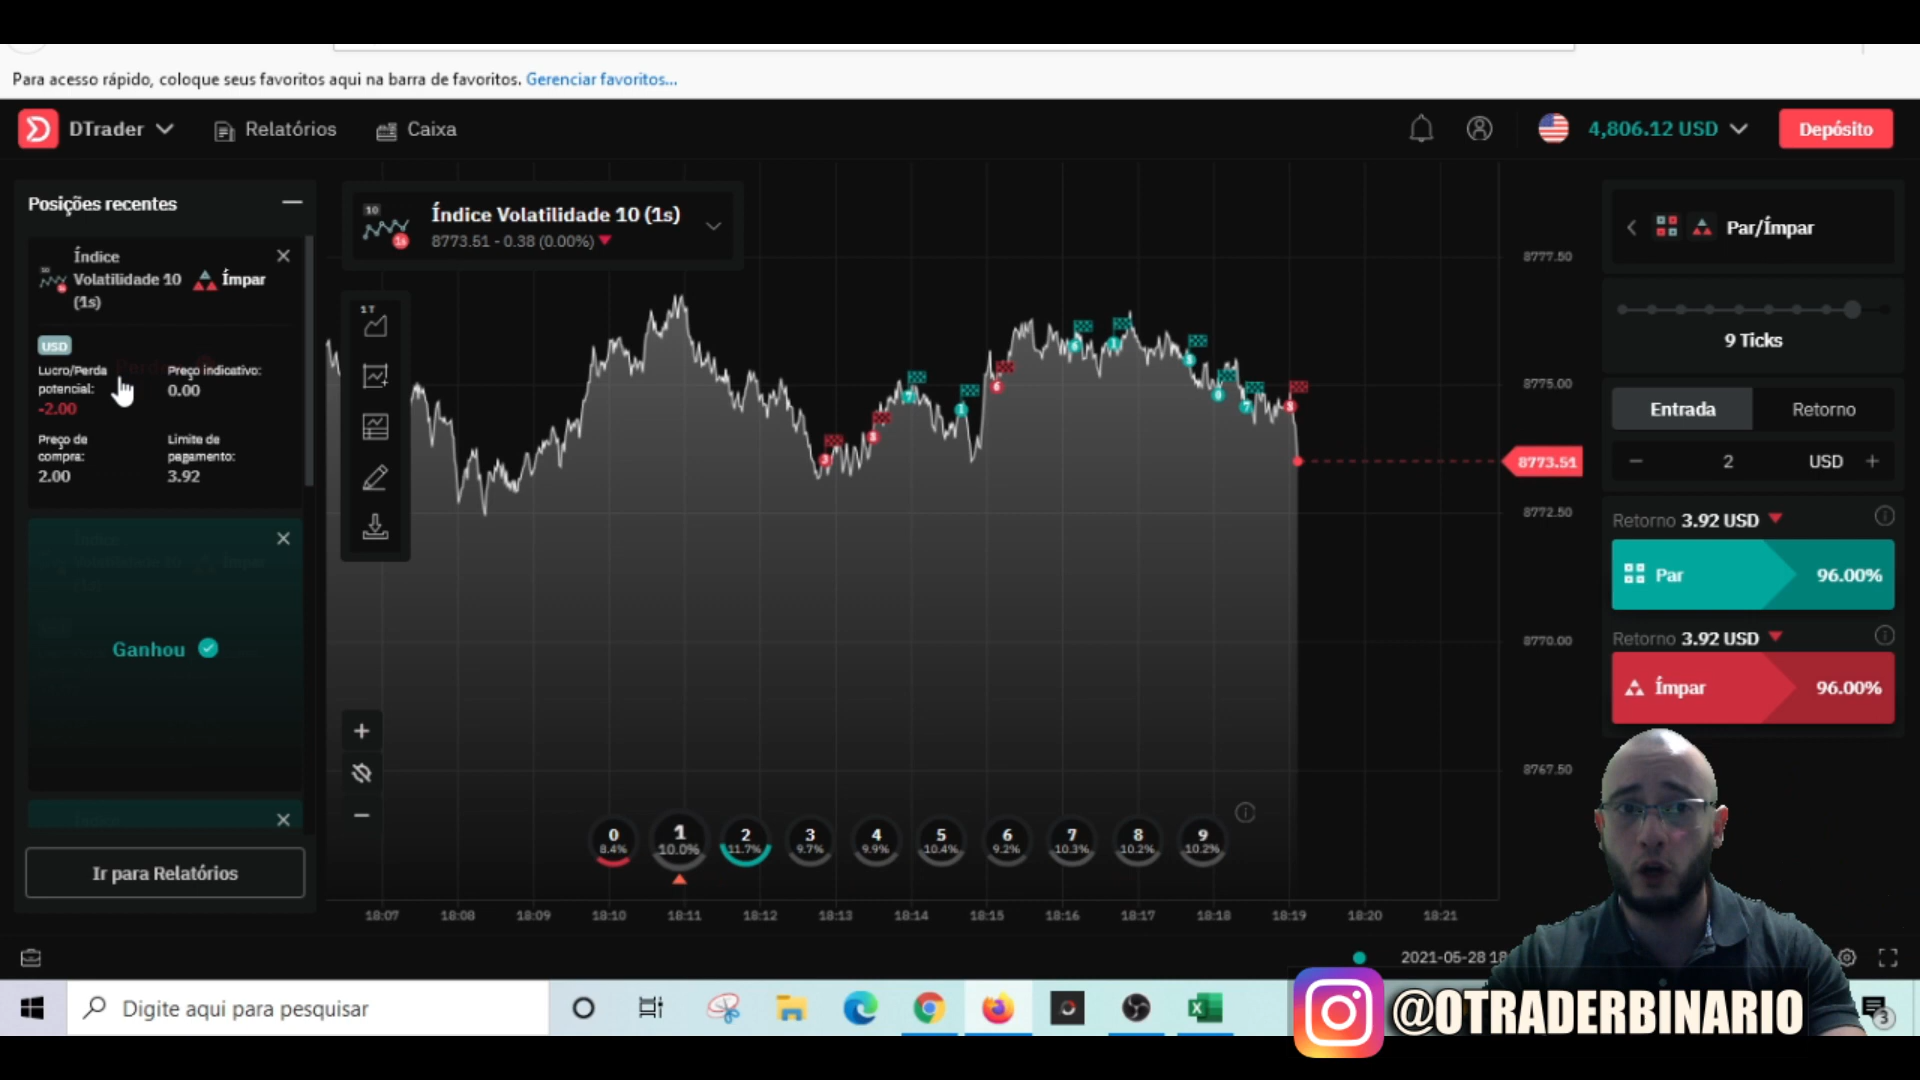 Para acesso rápido, coloque seus favoritos aqui na barra de favoritos. Gerenciar favoritos...
DTrader
Relatórios
Caixa
4,806.12 USD
Depósito
Posições recentes
Índice
Volatilidade 10
(1s)
Ímpar
USD
Lucro/Perda
potencial:
-2.00
Preço indicativo:
0.00
Preço de
compra:
2.00
Limite de
pagamento:
3.92
Ganhou
Ir para Relatórios
10
1s
Índice Volatilidade 10 (1s)
8773.51 - 0.38 (0.00%)
1T
8777.50
8775.00
8773.51
8772.50
8770.00
8767.50
0 8.4%
1 10.0%
2 11.7%
3 9.7%
4 9.9%
5 10.4%
6 9.2%
7 10.3%
8 10.2%
9 10.2%
18:07 18:08 18:09 18:10 18:11 18:12 18:13 18:14 18:15 18:16 18:17 18:18 18:19 18:20 18:21
Par/Ímpar
9 Ticks
Entrada
Retorno
2
USD
Retorno 3.92 USD
Par 96.00%
Retorno 3.92 USD
Ímpar 96.00%
2021-05-28 18
Digite aqui para pesquisar
@OTRADERBINARIO
3